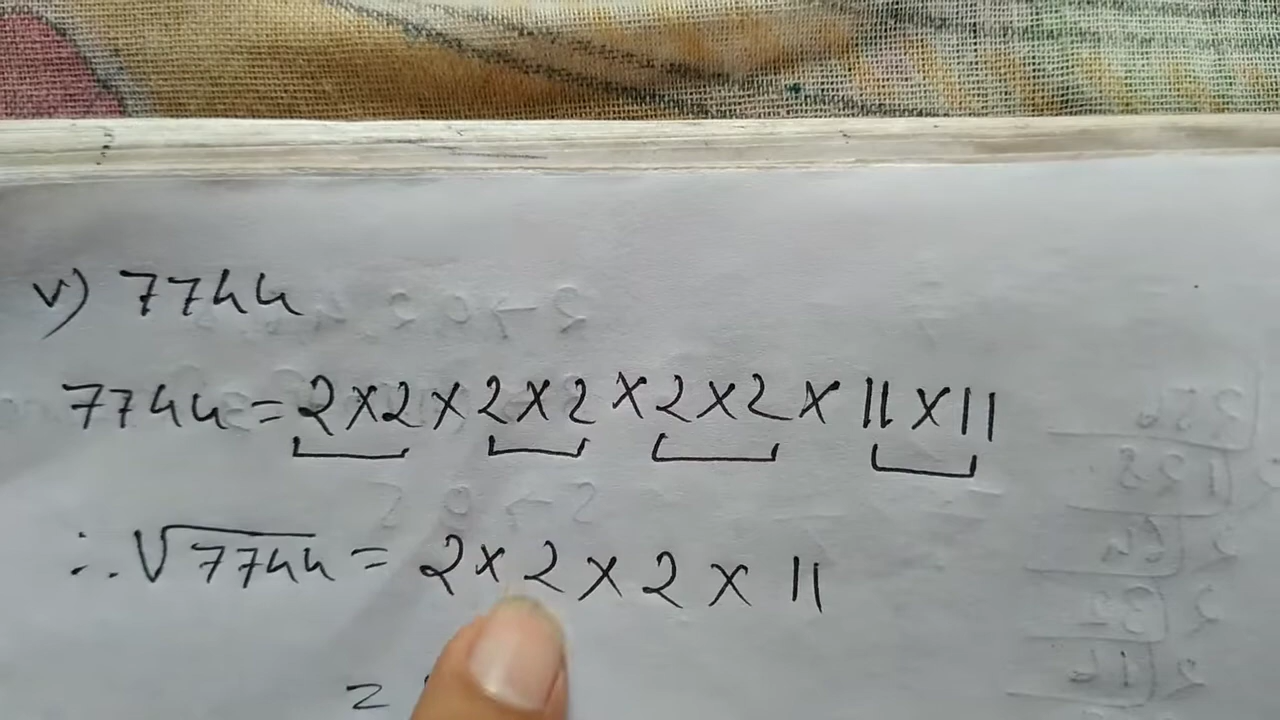 v) 7744
7744 = 2×2×2×2×2×2×11×11
∴ √7744 = 2×2×2×11
=